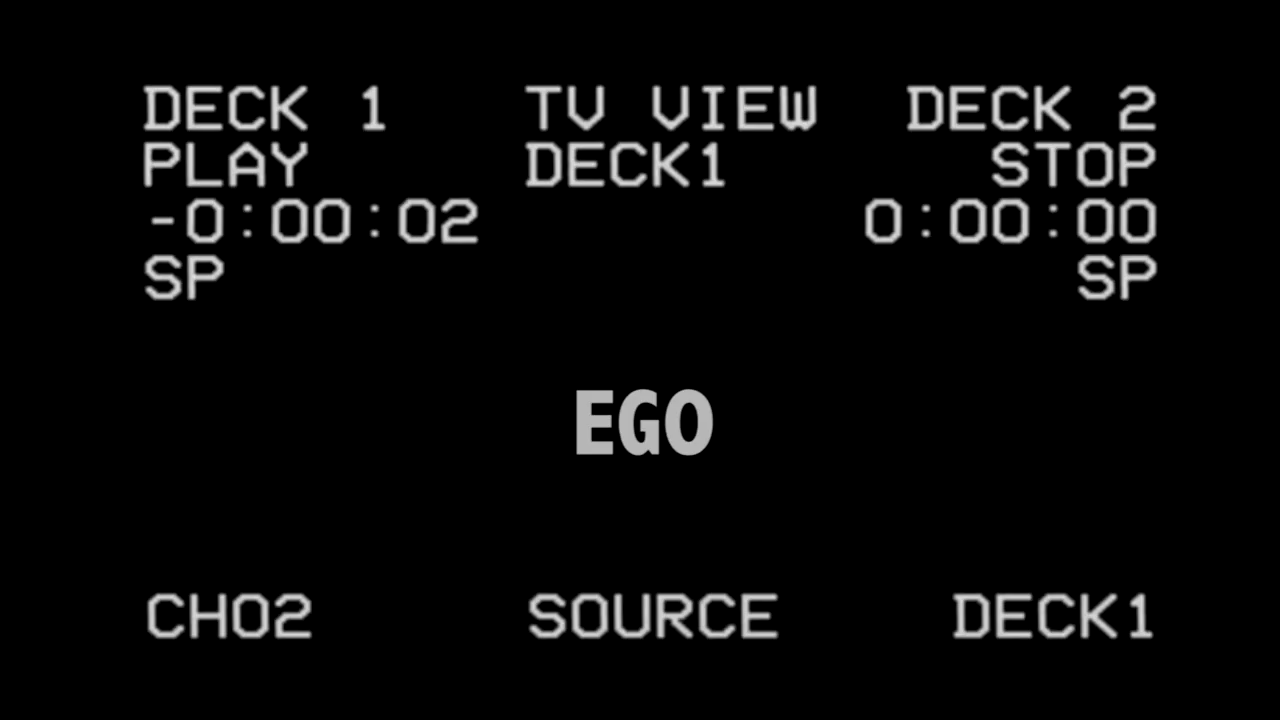 DECK 1 TV VIEW DECK 2
PLAY DECK1 STOP
-0:00:02 0:00:00
SP SP
EGO
CH02 SOURCE DECK1